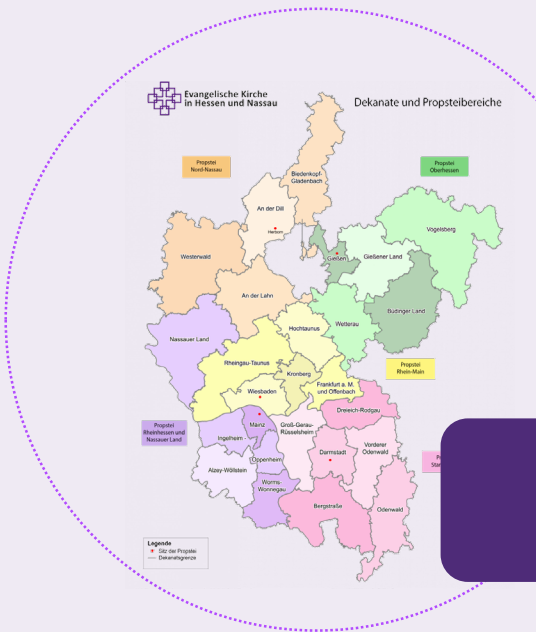 Evangelische Kirche
in Hessen und Nassau
Dekanate und Propsteibereiche
Propstei
Nord-Nassau
Propstei
Oberhessen
Biedenkopf-
Gladenbach
An der Dill
Herborn
Vogelsberg
Westerwald
Gießen
Gießener Land
An der Lahn
Büdinger Land
Wetterau
Hochtaunus
Nassauer Land
Rheingau-Taunus
Kronberg
Propstei
Rhein-Main
Wiesbaden
Frankfurt a. M.
und Offenbach
Dreieich-Rodgau
Propstei
Rheinhessen und
Nassauer Land
Mainz
Groß-Gerau-
Rüsselsheim
Ingelheim
Vorderer
Odenwald
Darmstadt
Oppenheim
Alzey-Wöllstein
Worms-
Wonnegau
Bergstraße
Odenwald
Legende
Sitz der Propstei
Dekanatsgrenze